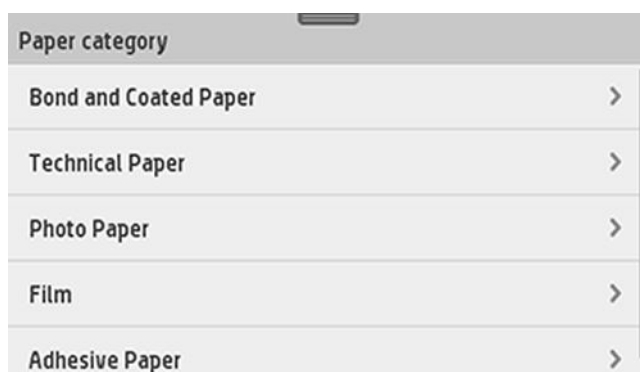 Paper category
Bond and Coated Paper
Technical Paper
Photo Paper
Film
Adhesive Paper